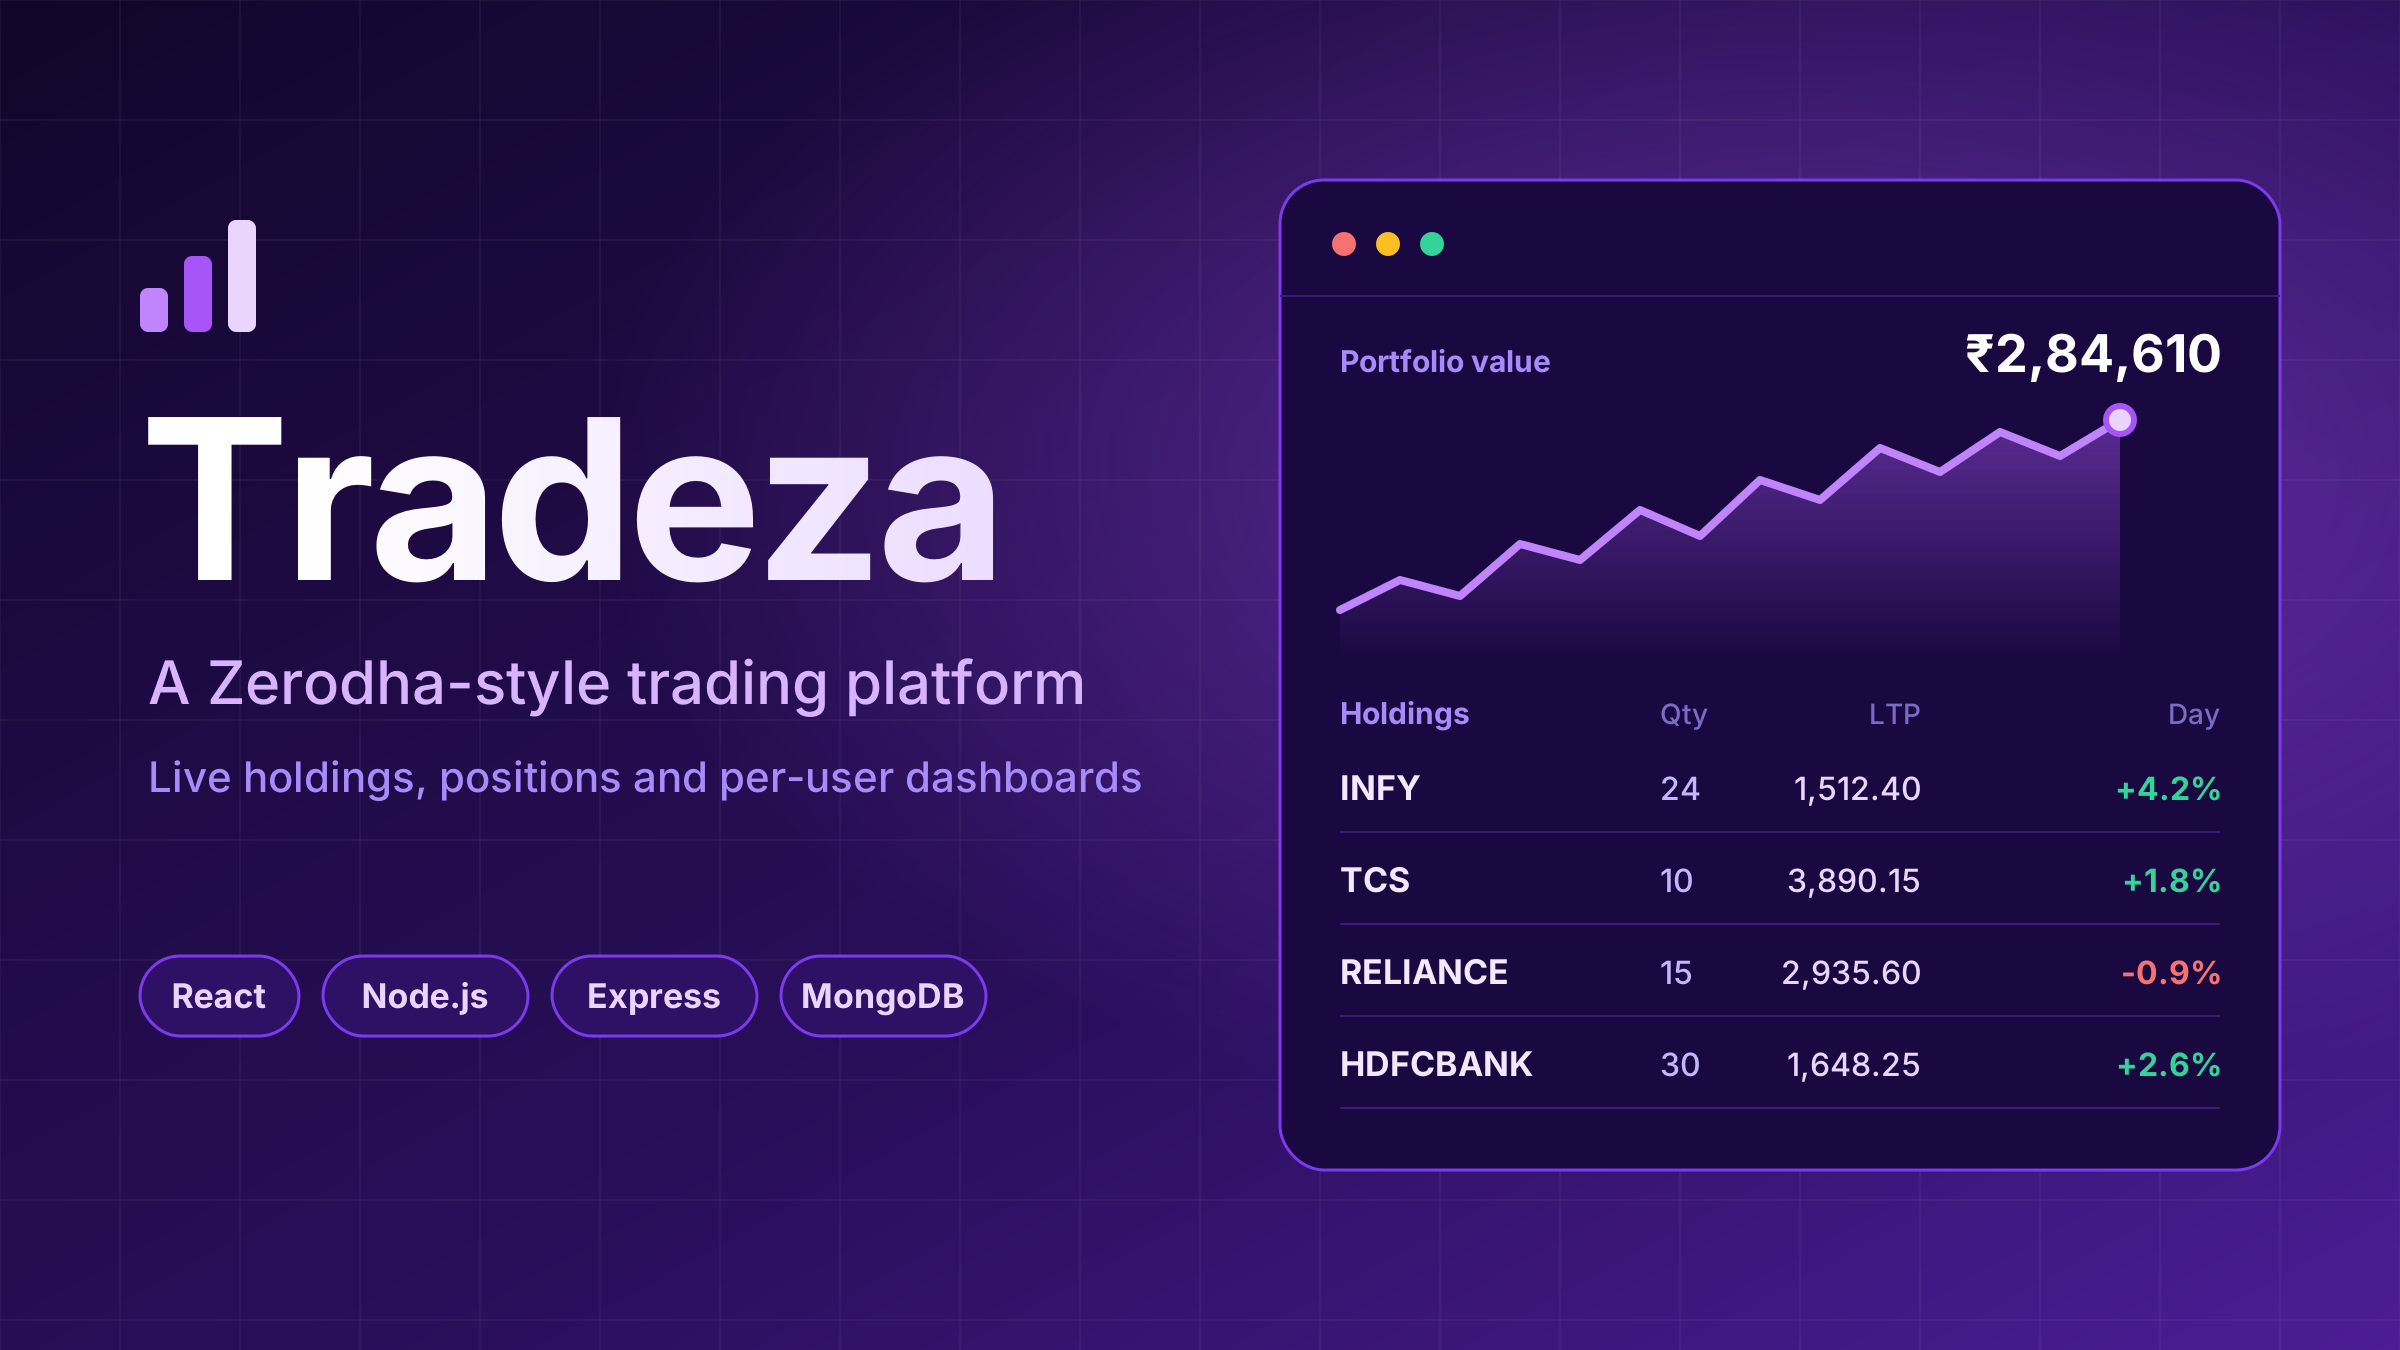 Tradeza
A Zerodha-style trading platform
Live holdings, positions and per-user dashboards
React Node.js Express MongoDB
Portfolio value ₹2,84,610
Holdings Qty LTP Day
INFY 24 1,512.40 +4.2%
TCS 10 3,890.15 +1.8%
RELIANCE 15 2,935.60 -0.9%
HDFCBANK 30 1,648.25 +2.6%